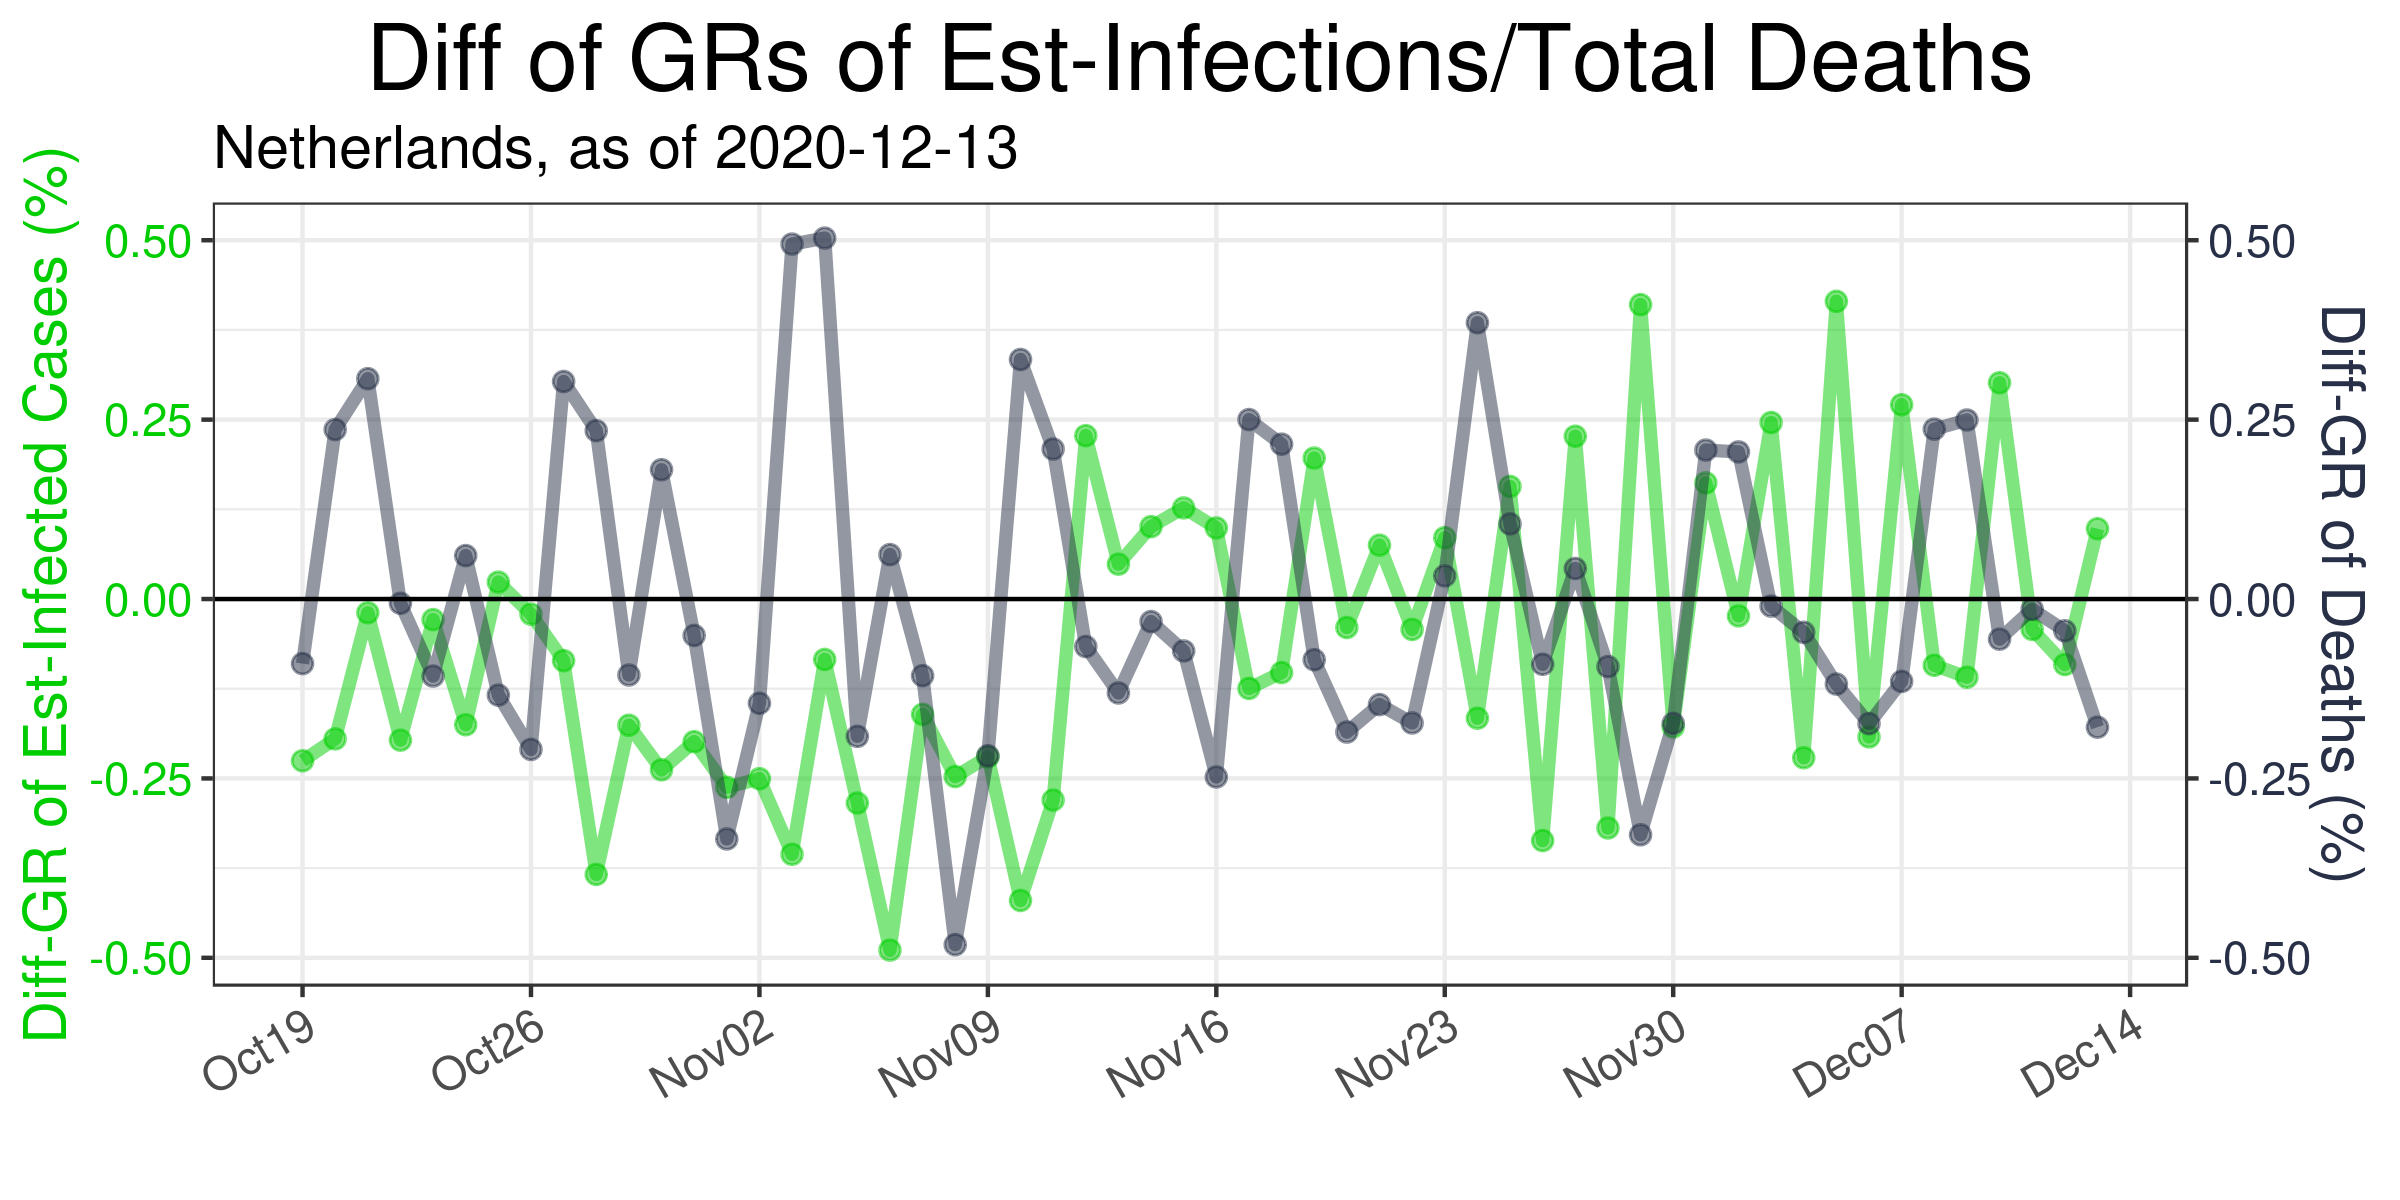 Diff of GRs of Est-Infections/Total Deaths
Netherlands, as of 2020-12-13
Diff-GR of Est-Infected Cases (%)
0.50
0.25
0.00
-0.25
-0.50
0.50
0.25
0.00
-0.25
-0.50
Diff-GR of Deaths (%)
Oct19
Oct26
Nov02
Nov09
Nov16
Nov23
Nov30
Dec07
Dec14